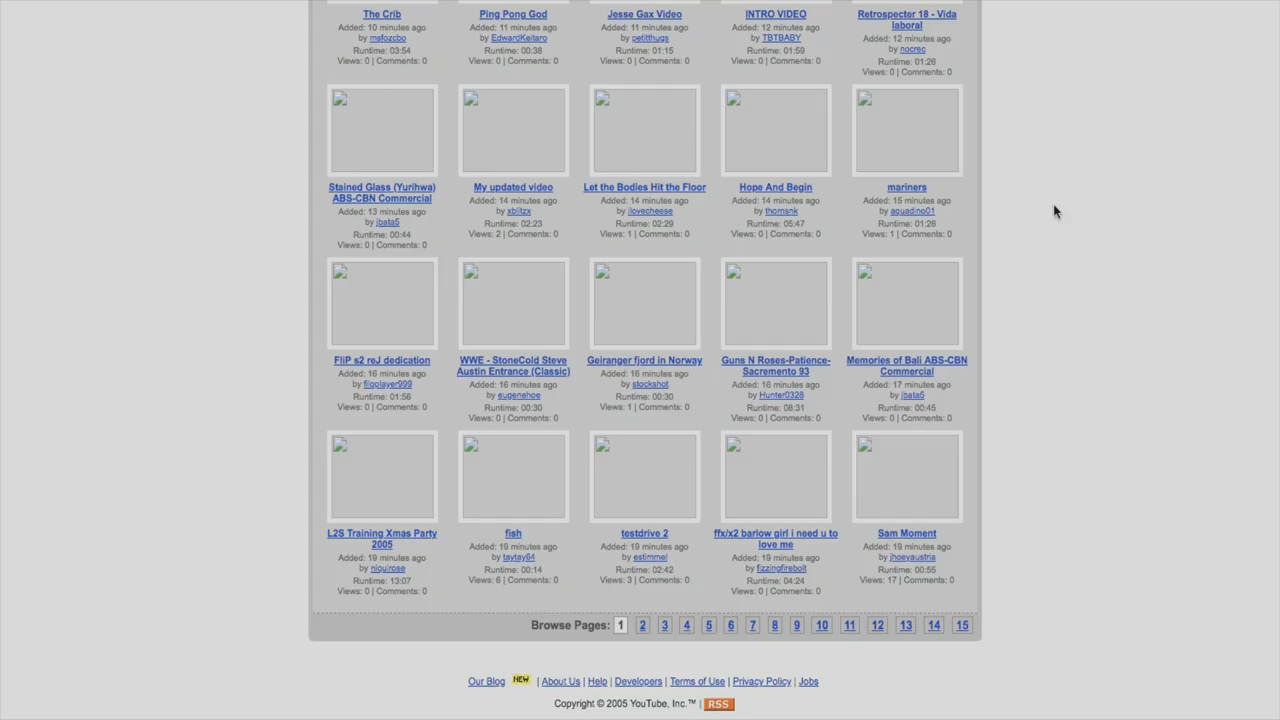 The Crib
Added: 10 minutes ago
by msfozcbo
Runtime: 03:54
Views: 0 | Comments: 0
Ping Pong God
Added: 11 minutes ago
by EdwardKeitaro
Runtime: 00:38
Views: 0 | Comments: 0
Jesse Gax Video
Added: 11 minutes ago
by petitthugs
Runtime: 01:15
Views: 0 | Comments: 0
INTRO VIDEO
Added: 12 minutes ago
by TBTBABY
Runtime: 01:59
Views: 0 | Comments: 0
Retrospecter 18 - Vida
laboral
Added: 12 minutes ago
by nocrec
Runtime: 01:26
Views: 0 | Comments: 0
Stained Glass (Yurihwa)
ABS-CBN Commercial
Added: 13 minutes ago
by jbata5
Runtime: 00:44
Views: 0 | Comments: 0
My updated video
Added: 14 minutes ago
by xblitzx
Runtime: 02:23
Views: 2 | Comments: 0
Let the Bodies Hit the Floor
Added: 14 minutes ago
by ilovecheese
Runtime: 02:29
Views: 1 | Comments: 0
Hope And Begin
Added: 14 minutes ago
by thornsnk
Runtime: 05:47
Views: 0 | Comments: 0
mariners
Added: 15 minutes ago
by aquadino01
Runtime: 01:28
Views: 1 | Comments: 0
FliP s2 reJ dedication
Added: 16 minutes ago
by flipplayer999
Runtime: 01:56
Views: 0 | Comments: 0
WWE - StoneCold Steve
Austin Entrance (Classic)
Added: 16 minutes ago
by eugenehoe
Runtime: 00:30
Views: 0 | Comments: 0
Geiranger fjord in Norway
Added: 16 minutes ago
by stockshot
Runtime: 00:30
Views: 1 | Comments: 0
Guns N Roses-Patience-
Sacremento 93
Added: 16 minutes ago
by Hunter0328
Runtime: 08:31
Views: 0 | Comments: 0
Memories of Bali ABS-CBN
Commercial
Added: 17 minutes ago
by jbata5
Runtime: 00:45
Views: 0 | Comments: 0
L2S Training Xmas Party
2005
Added: 19 minutes ago
by niquirose
Runtime: 13:07
Views: 0 | Comments: 0
fish
Added: 19 minutes ago
by taytay64
Runtime: 00:14
Views: 6 | Comments: 0
testdrive 2
Added: 19 minutes ago
by estimmel
Runtime: 02:42
Views: 3 | Comments: 0
ffx/x2 barlow girl i need u to
love me
Added: 19 minutes ago
by fizzingfirebolt
Runtime: 04:24
Views: 0 | Comments: 0
Sam Moment
Added: 19 minutes ago
by jhoeyaustria
Runtime: 00:55
Views: 17 | Comments: 0
Browse Pages: 1 2 3 4 5 6 7 8 9 10 11 12 13 14 15
Our Blog NEW | About Us | Help | Developers | Terms of Use | Privacy Policy | Jobs
Copyright © 2005 YouTube, Inc.™ | RSS